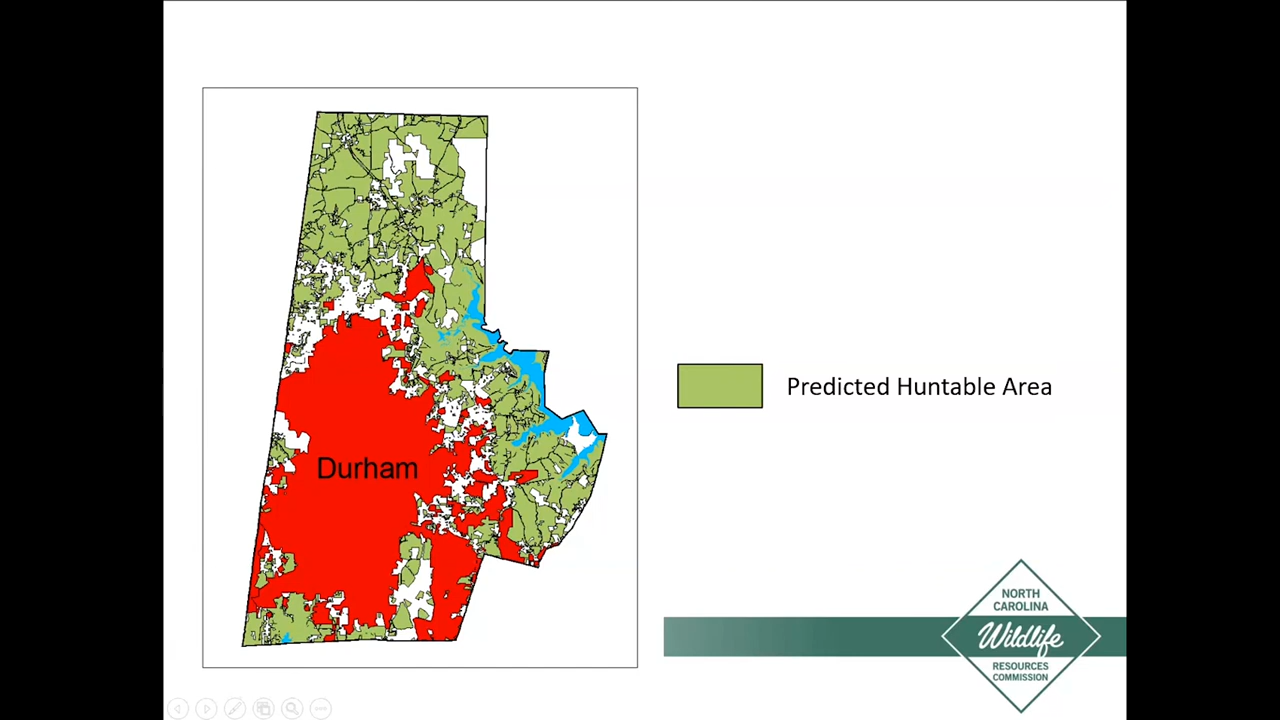 Durham
Predicted Huntable Area
NORTH
CAROLINA
Wildlife
RESOURCES
COMMISSION